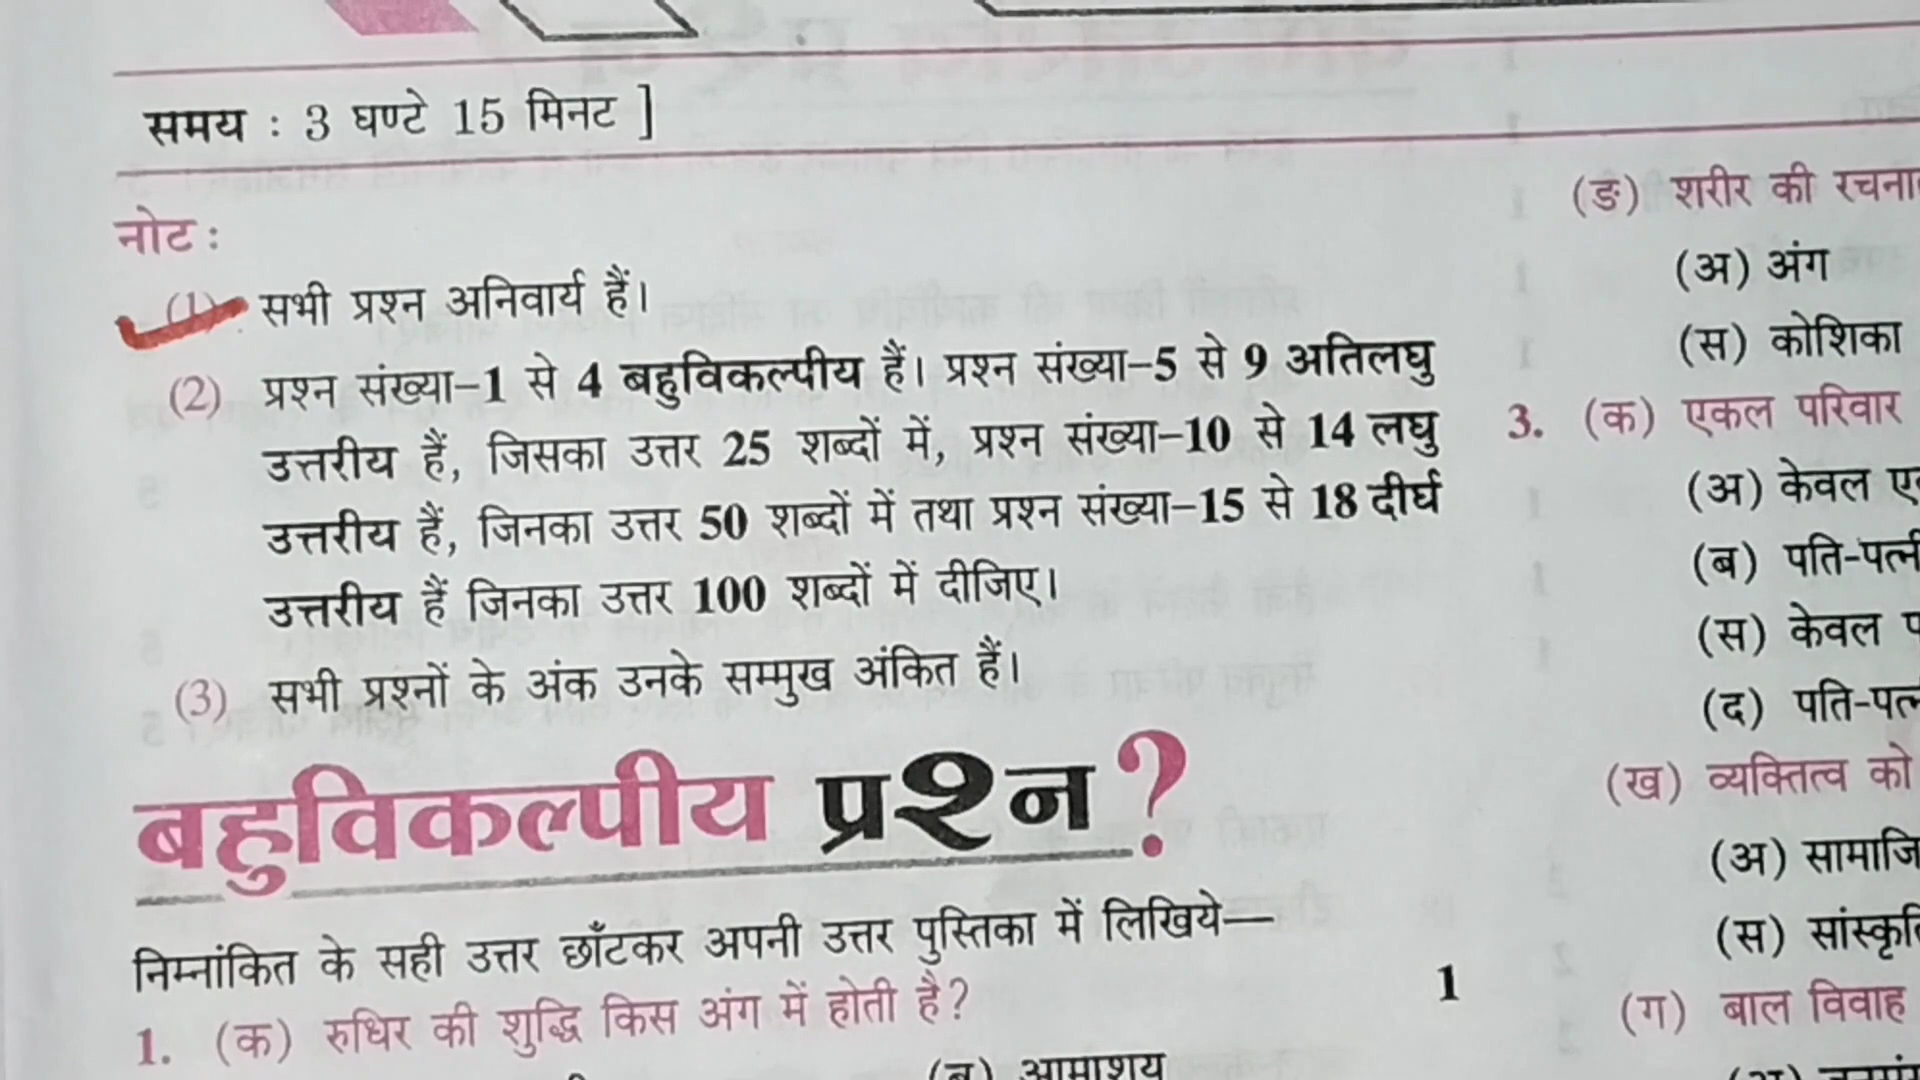 समय : 3 घण्टे 15 मिनट ]
नोट :
(1) सभी प्रश्न अनिवार्य हैं।
(2) प्रश्न संख्या-1 से 4 बहुविकल्पीय हैं। प्रश्न संख्या-5 से 9 अतिलघु
उत्तरीय हैं, जिसका उत्तर 25 शब्दों में, प्रश्न संख्या-10 से 14 लघु
उत्तरीय हैं, जिनका उत्तर 50 शब्दों में तथा प्रश्न संख्या-15 से 18 दीर्घ
उत्तरीय हैं जिनका उत्तर 100 शब्दों में दीजिए।
(3) सभी प्रश्नों के अंक उनके सम्मुख अंकित हैं।
बहुविकल्पीय प्रश्न ?
निम्नांकित के सही उत्तर छाँटकर अपनी उत्तर पुस्तिका में लिखिये—
1. (क) रुधिर की शुद्धि किस अंग में होती है? 1
(ब) आमाशय
(ङ) शरीर की
(अ) अंग
(स) कोशिका
3. (क) एकल परिवार
(अ) केवल
(ब) पति-पत्नी
(स) केवल
(द)
(ख) व्यक्तित्व को
(अ)
(स)
(ग) बाल विवाह